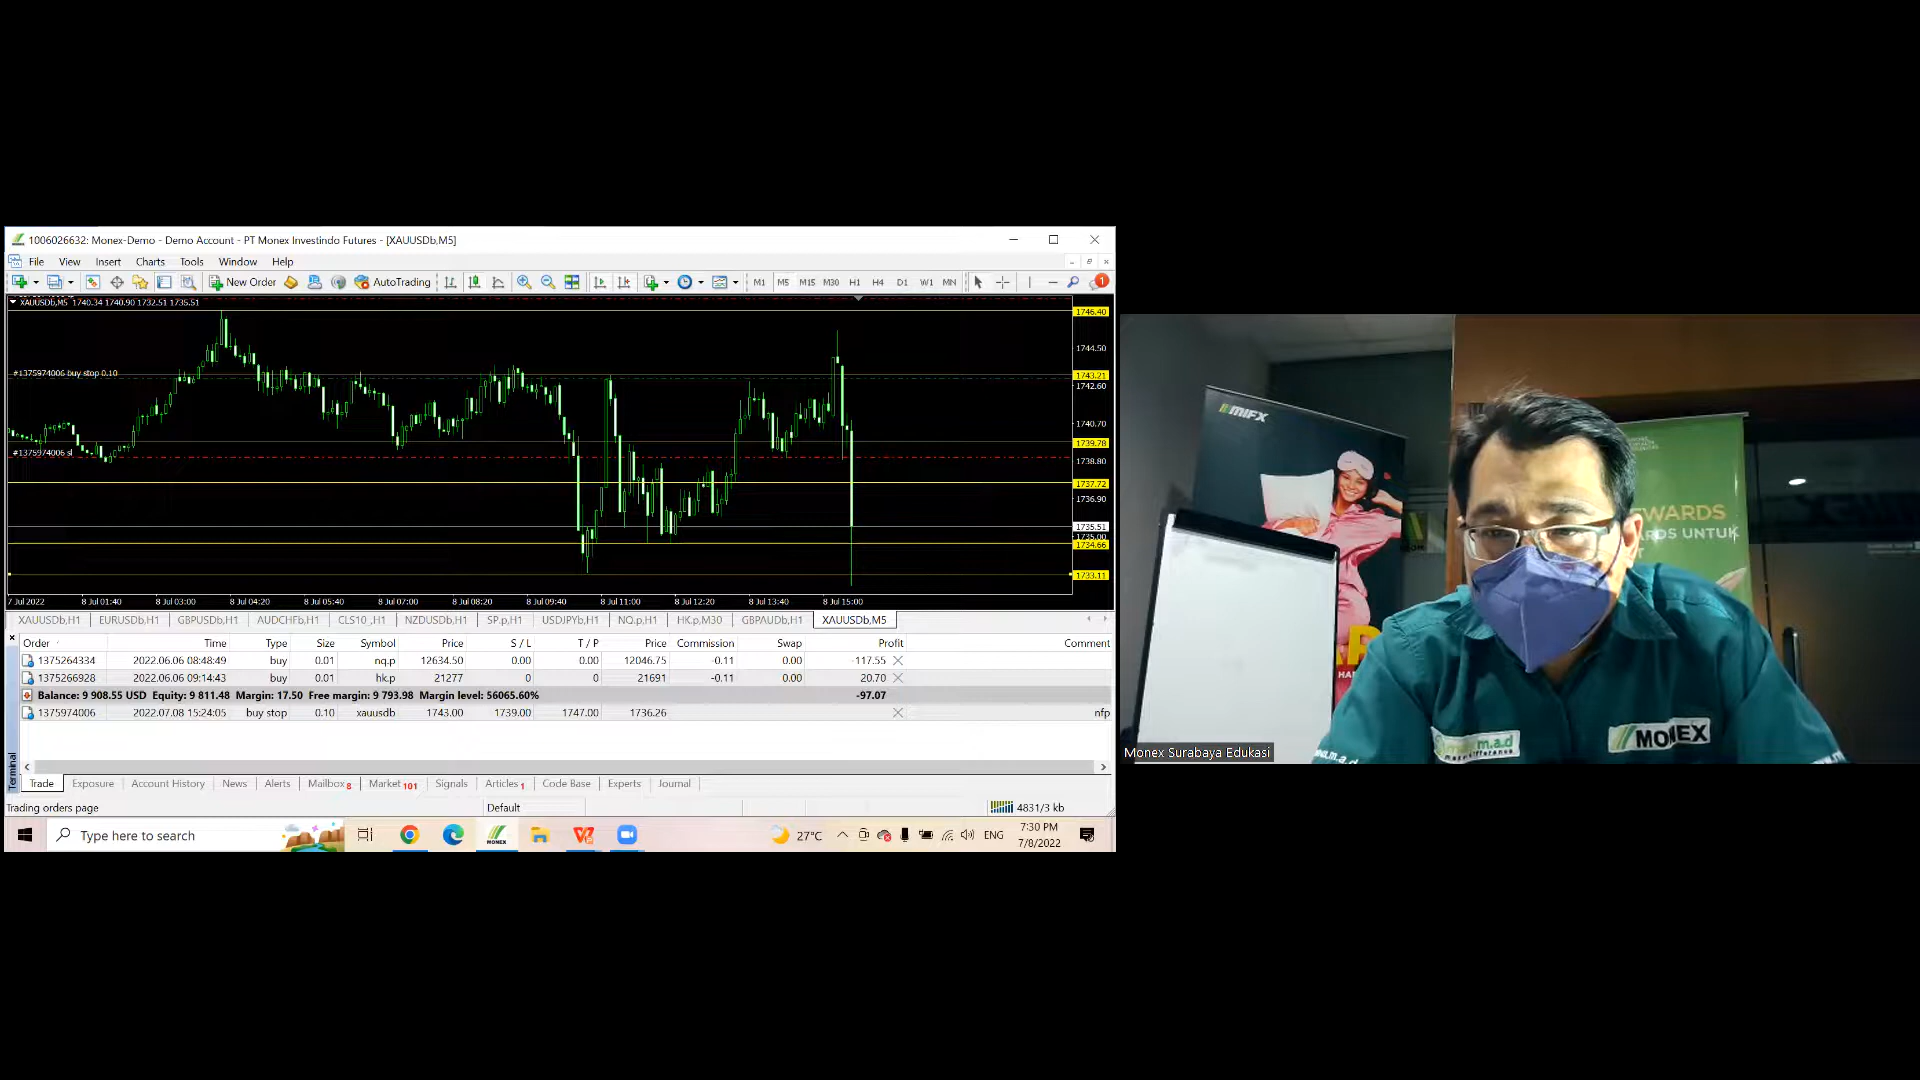 1006026632: Monex-Demo - Demo Account - PT Monex Investindo Futures - [XAUUSDb,M5]
File View Insert Charts Tools Window Help
New Order AutoTrading M1 M5 M15 M30 H1 H4 D1 W1 MN 1
XAUUSDb,M5 1740.34 1740.90 1732.51 1735.51
1746.40
1744.50
#1375974006 buy stop 0.10
1743.21
1742.60
1740.70
1739.78
#1375974006 sl
1738.80
1737.72
1736.90
1735.51
1735.00
1734.66
1733.11
7 Jul 2022 8 Jul 01:40 8 Jul 03:00 8 Jul 04:20 8 Jul 05:40 8 Jul 07:00 8 Jul 08:20 8 Jul 09:40 8 Jul 11:00 8 Jul 12:20 8 Jul 13:40 8 Jul 15:00
XAUUSDb,H1 EURUSDb,H1 GBPUSDb,H1 AUDCHFb,H1 CLS10_,H1 NZDUSDb,H1 SP.p,H1 USDJPYb,H1 NQ.p,H1 HK.p,M30 GBPAUDb,H1 XAUUSDb,M5
Order Time Type Size Symbol Price S / L T / P Price Commission Swap Profit Comment
1375264334 2022.06.06 08:48:49 buy 0.01 nq.p 12634.50 0.00 0.00 12046.75 -0.11 0.00 -117.55
1375266928 2022.06.06 09:14:43 buy 0.01 hk.p 21277 0 0 21691 -0.11 0.00 20.70
Balance: 9 908.55 USD Equity: 9 811.48 Margin: 17.50 Free margin: 9 793.98 Margin level: 56065.60% -97.07
1375974006 2022.07.08 15:24:05 buy stop 0.10 xauusdb 1743.00 1739.00 1747.00 1736.26 nfp
Terminal
Trade Exposure Account History News Alerts Mailbox 8 Market 101 Signals Articles 1 Code Base Experts Journal
Trading orders page Default 4831/3 kb
Type here to search MONEX 27°C ENG 7:30 PM
7/8/2022
MIFX
EWARDS
RDS UNTUK
m.a.d
MONEX
Monex Surabaya Edukasi